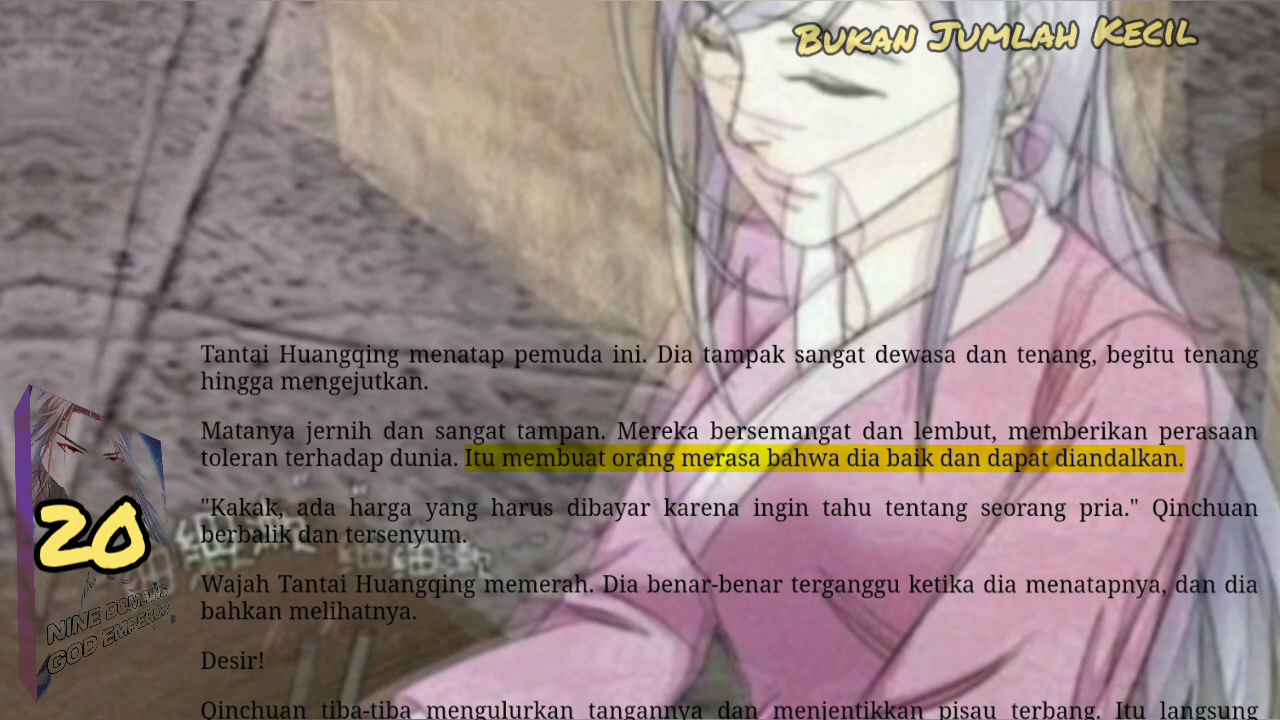 Bukan Jumlah Kecil
Tantai Huangqing menatap pemuda ini. Dia tampak sangat dewasa dan tenang, begitu tenang
hingga mengejutkan.
Matanya jernih dan sangat tampan. Mereka bersemangat dan lembut, memberikan perasaan
toleran terhadap dunia. Itu membuat orang merasa bahwa dia baik dan dapat diandalkan.
"Kakak, ada harga yang harus dibayar karena ingin tahu tentang seorang pria." Qinchuan
berbalik dan tersenyum.
Wajah Tantai Huangqing memerah. Dia benar-benar terganggu ketika dia menatapnya, dan dia
bahkan melihatnya.
Desir!
Qinchuan tiba-tiba mengulurkan tangannya dan menjentikkan pisau terbang. Itu langsung
20
NINE DOMAINS
GOD EMPEROR